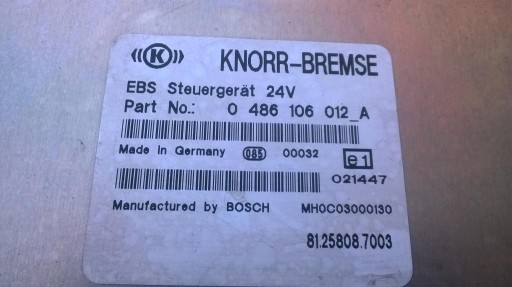 ((K)) KNORR-BREMSE
EBS Steuergerät 24V
Part No.: 0 486 106 012_A
Made in Germany 085 00032 e1
021447
Manufactured by BOSCH MH0C03000130
81.25808.7003